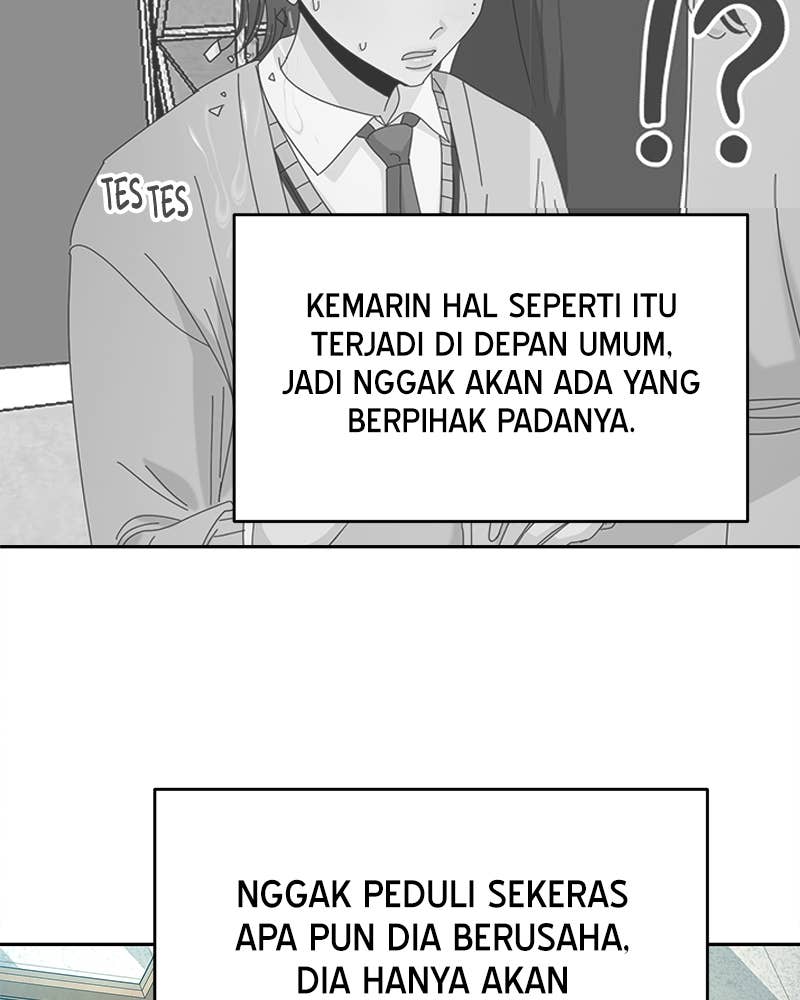 !?
TES TES
KEMARIN HAL SEPERTI ITU
TERJADI DI DEPAN UMUM,
JADI NGGAK AKAN ADA YANG
BERPIHAK PADANYA.
NGGAK PEDULI SEKERAS
APA PUN DIA BERUSAHA,
DIA HANYA AKAN